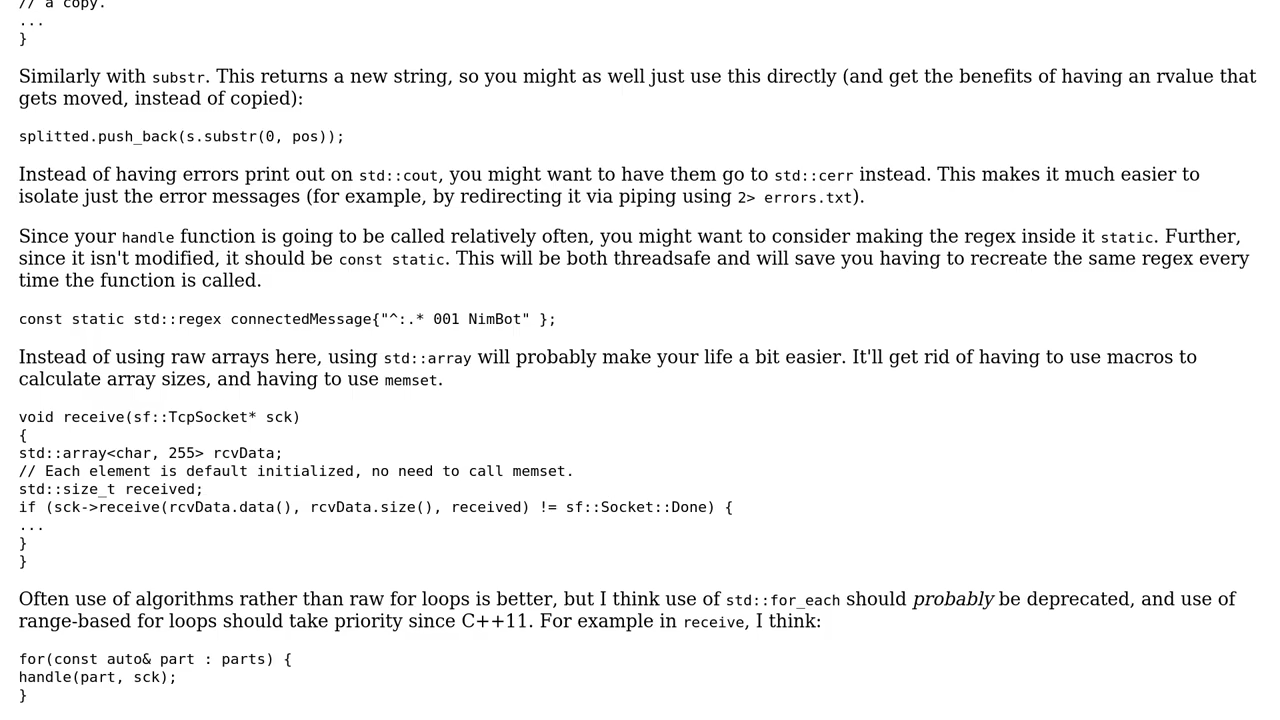 // a copy.
...
}
Similarly with substr. This returns a new string, so you might as well just use this directly (and get the benefits of having an rvalue that
gets moved, instead of copied):
splitted.push_back(s.substr(0, pos));
Instead of having errors print out on std::cout, you might want to have them go to std::cerr instead. This makes it much easier to
isolate just the error messages (for example, by redirecting it via piping using 2> errors.txt).
Since your handle function is going to be called relatively often, you might want to consider making the regex inside it static. Further,
since it isn't modified, it should be const static. This will be both threadsafe and will save you having to recreate the same regex every
time the function is called.
const static std::regex connectedMessage{"^:.* 001 NimBot" };
Instead of using raw arrays here, using std::array will probably make your life a bit easier. It'll get rid of having to use macros to
calculate array sizes, and having to use memset.
void receive(sf::TcpSocket* sck)
{
std::array<char, 255> rcvData;
// Each element is default initialized, no need to call memset.
std::size_t received;
if (sck->receive(rcvData.data(), rcvData.size(), received) != sf::Socket::Done) {
...
}
}
Often use of algorithms rather than raw for loops is better, but I think use of std::for_each should probably be deprecated, and use of
range-based for loops should take priority since C++11. For example in receive, I think:
for(const auto& part : parts) {
handle(part, sck);
}